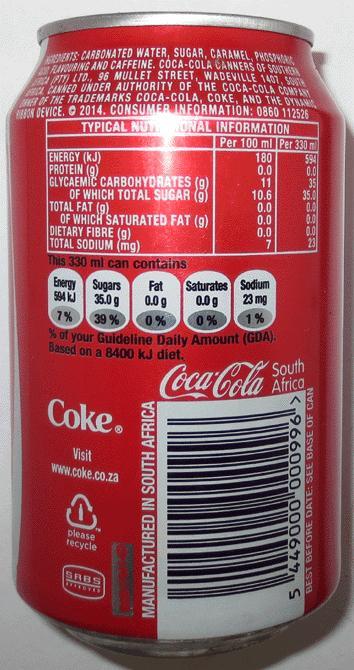 INGREDIENTS: CARBONATED WATER, SUGAR, CARAMEL, PHOSPHORIC
FLAVOURING AND CAFFEINE. COCA-COLA CANNERS OF SOUTHERN
AFRICA (PTY) LTD., 96 MULLET STREET, WADEVILLE 1407, SOUTH
AFRICA. CANNED UNDER AUTHORITY OF THE COCA-COLA COMPANY
OWNER OF THE TRADEMARKS COCA-COLA, COKE, AND THE DYNAMIC
RIBBON DEVICE. © 2014. CONSUMER INFORMATION: 0860 112526
TYPICAL NUTRITIONAL INFORMATION
Per 100 ml Per 330 ml
ENERGY (kJ) 180 594
PROTEIN (g) 0.0 0.0
GLYCAEMIC CARBOHYDRATES (g) 11 35
OF WHICH TOTAL SUGAR (g) 10.6 35.0
TOTAL FAT (g) 0.0 0.0
OF WHICH SATURATED FAT (g) 0.0 0.0
DIETARY FIBRE (g) 0.0 0.0
TOTAL SODIUM (mg) 7 23
This 330 ml can contains
Energy Sugars Fat Saturates Sodium
594 kJ 35.0 g 0.0 g 0.0 g 23 mg
7% 39% 0% 0% 1%
% of your Guideline Daily Amount (GDA).
Based on a 8400 kJ diet.
Coca-Cola South
Africa
Coke®
Visit
www.coke.co.za
please
recycle
SABS
APPROVED
MANUFACTURED IN SOUTH AFRICA
5 449000 000996 >
BEST BEFORE DATE: SEE BASE OF CAN